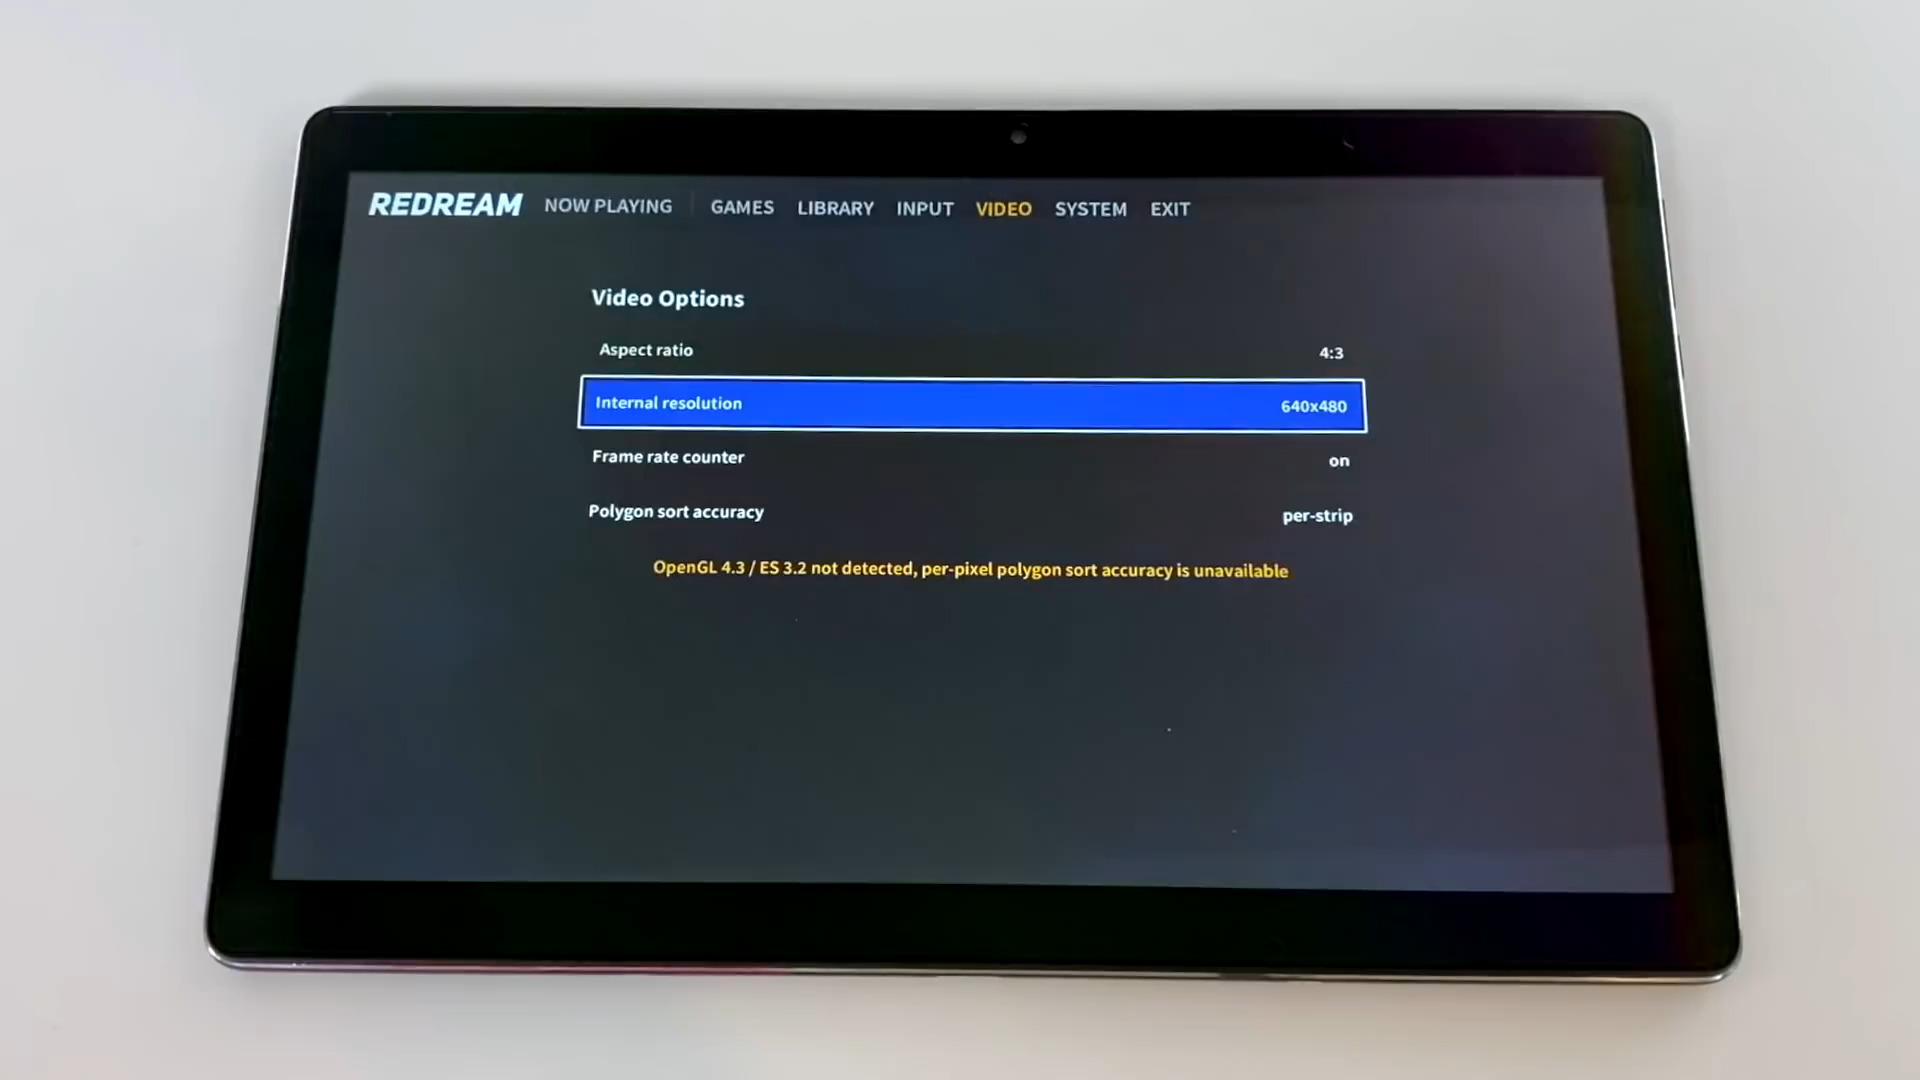 REDREAM NOW PLAYING GAMES LIBRARY INPUT VIDEO SYSTEM EXIT
Video Options
Aspect ratio 4:3
Internal resolution 640x480
Frame rate counter on
Polygon sort accuracy per-strip
OpenGL 4.3 / ES 3.2 not detected, per-pixel polygon sort accuracy is unavailable